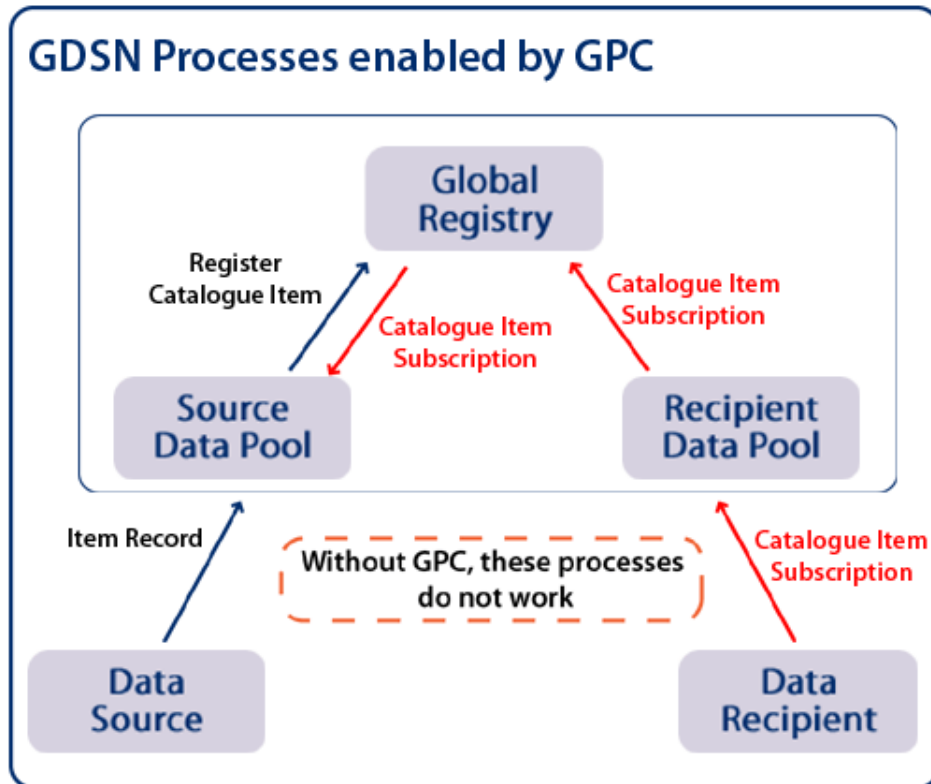 GDSN Processes enabled by GPC
Global
Registry
Register
Catalogue Item
Catalogue Item
Subscription
Catalogue Item
Subscription
Source
Data Pool
Recipient
Data Pool
Item Record
Without GPC, these processes
do not work
Catalogue Item
Subscription
Data
Source
Data
Recipient